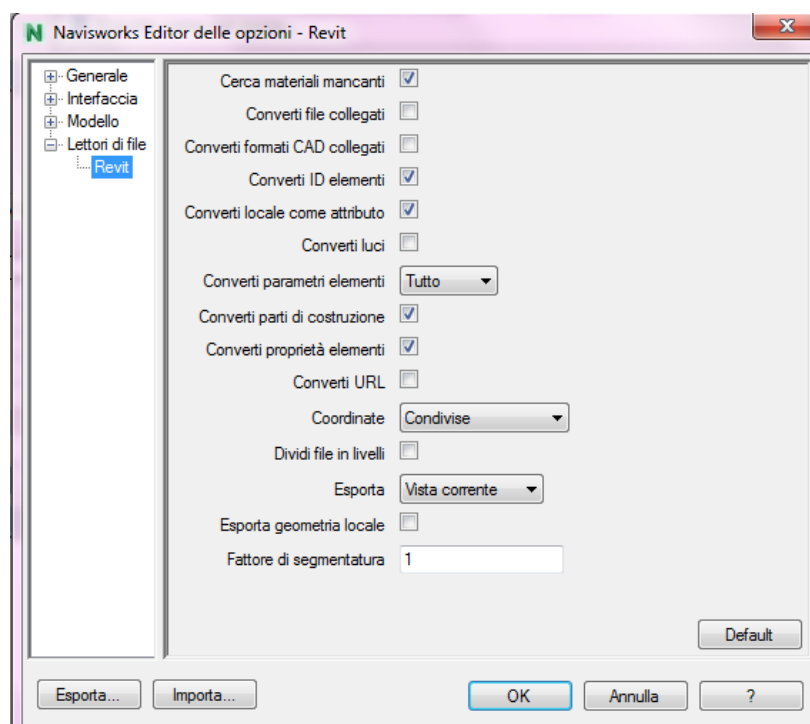 Navisworks Editor delle opzioni - Revit
Generale
Interfaccia
Modello
Lettori di file
Revit
Cerca materiali mancanti
Converti file collegati
Converti formati CAD collegati
Converti ID elementi
Converti locale come attributo
Converti luci
Converti parametri elementi Tutto
Converti parti di costruzione
Converti proprietà elementi
Converti URL
Coordinate Condivise
Dividi file in livelli
Esporta Vista corrente
Esporta geometria locale
Fattore di segmentatura 1
Default
Esporta... Importa... OK Annulla ?